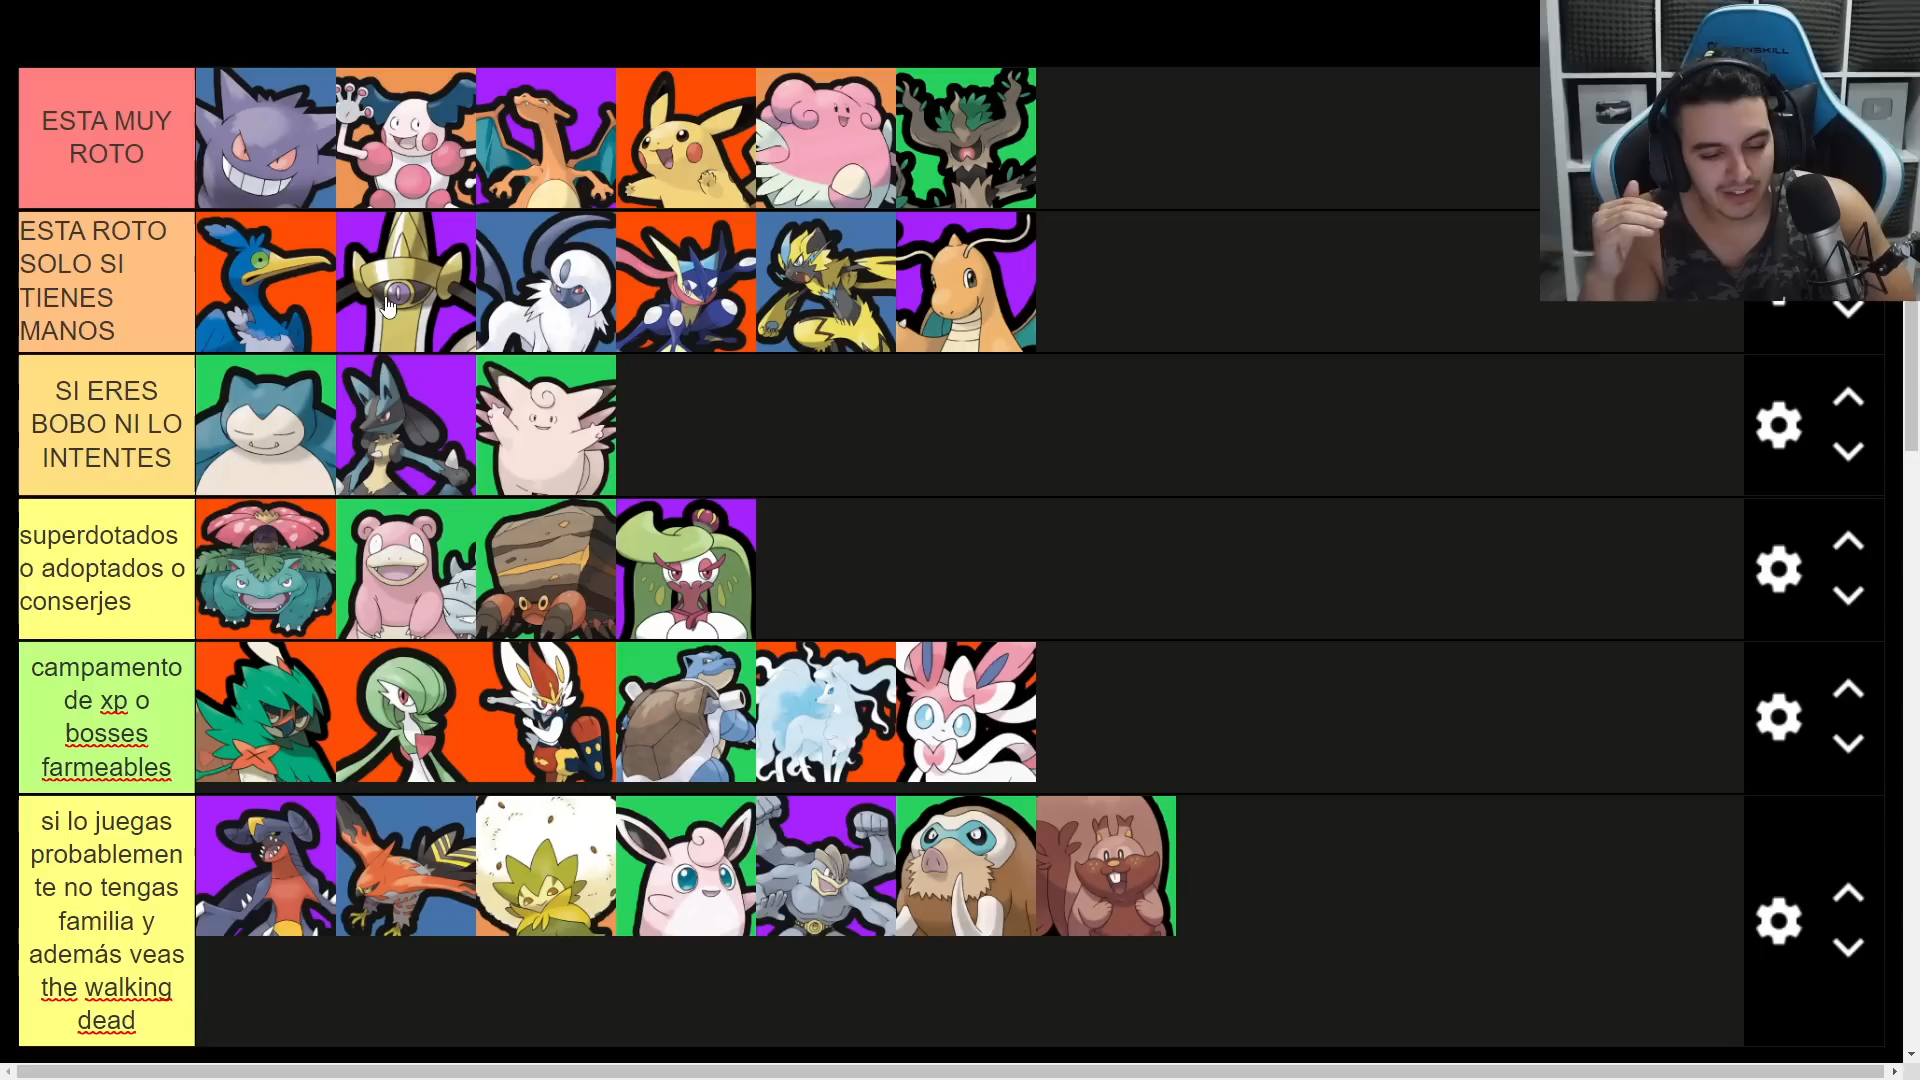 ESTA MUY
ROTO
ESTA ROTO
SOLO SI
TIENES
MANOS
SI ERES
BOBO NI LO
INTENTES
superdotados
o adoptados o
conserjes
campamento
de xp o
bosses
farmeables
si lo juegas
probablemen
te no tengas
familia y
además veas
the walking
dead